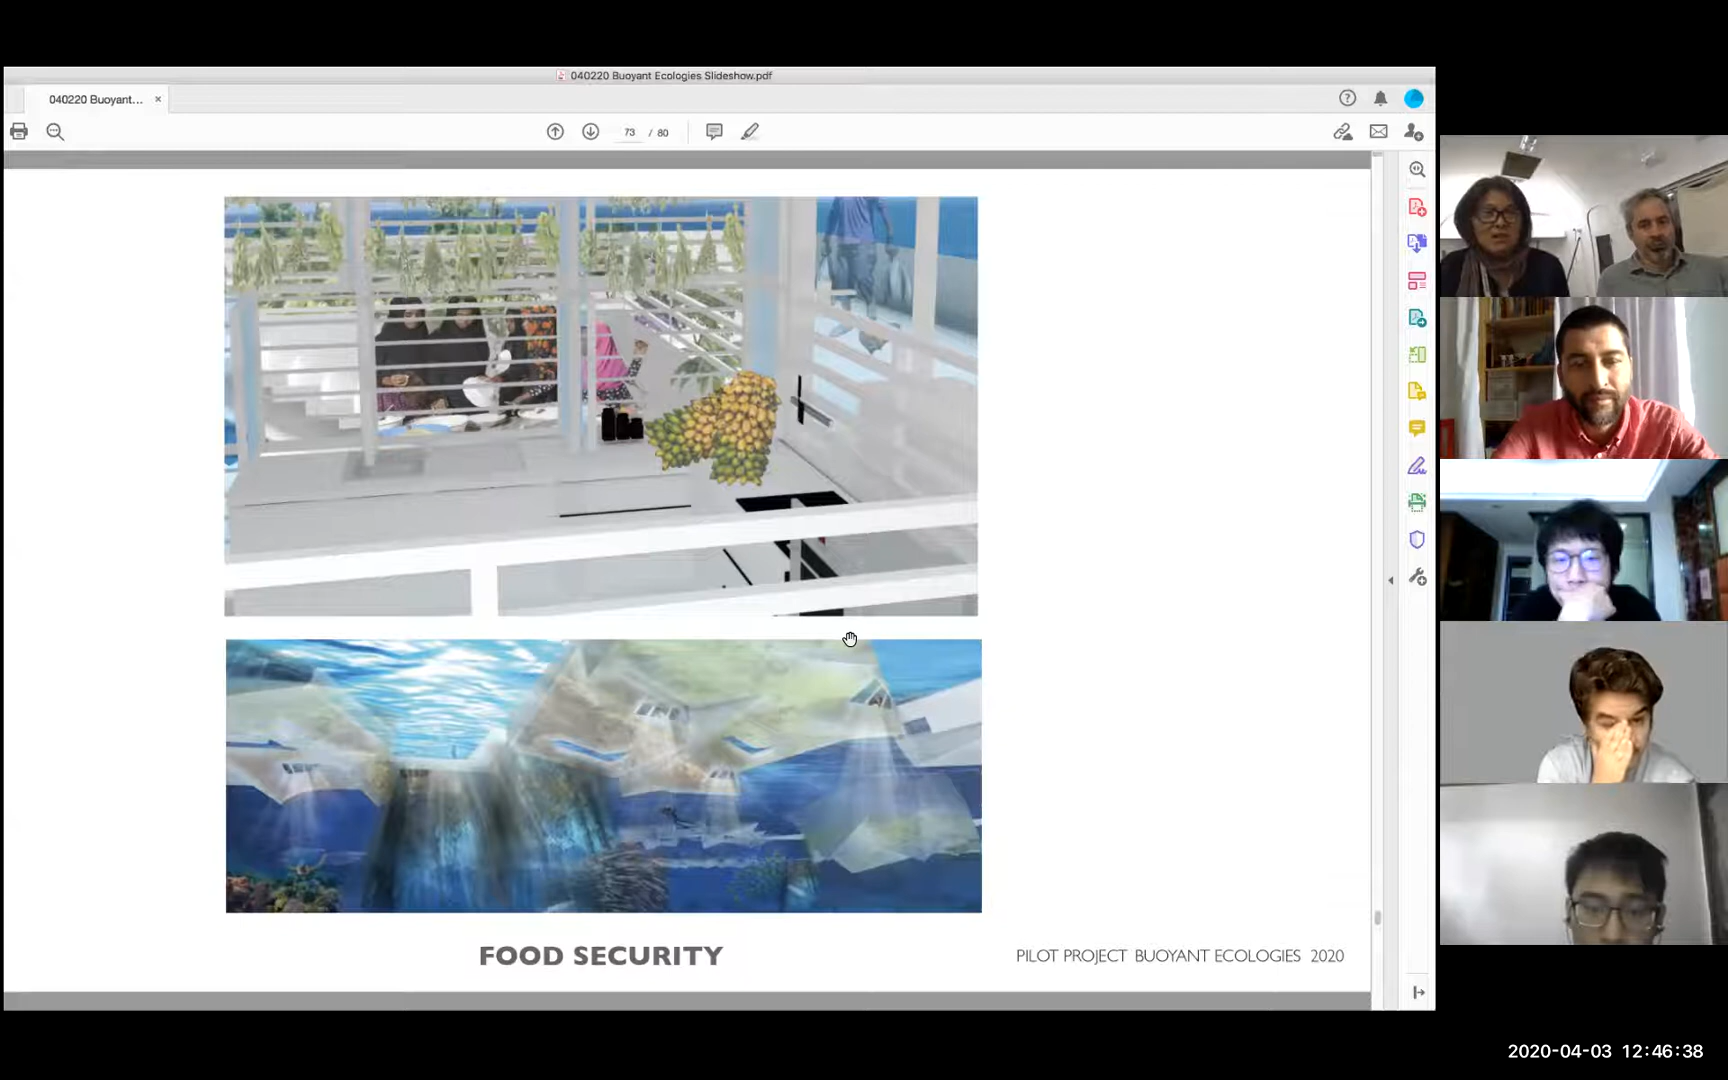 040220 Buoyant Ecologies Slideshow.pdf
040220 Buoyant...
73 / 80
FOOD SECURITY
PILOT PROJECT BUOYANT ECOLOGIES 2020
2020-04-03 12:46:38